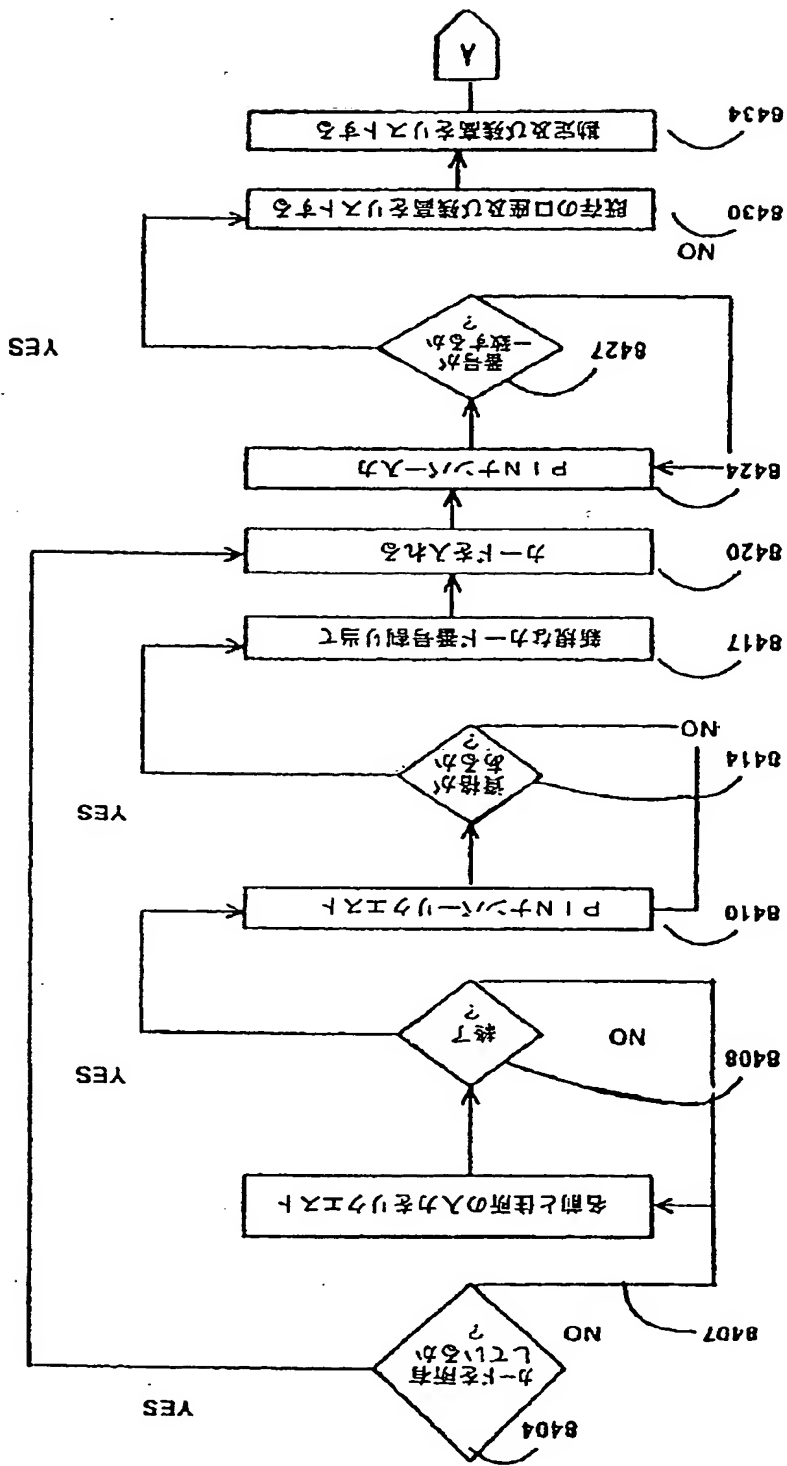 8404
カードを所有
しているか
?
YES
8407
NO
名前と住所の入力をリクエスト
8408
NO
終了
?
YES
8410
PINナンバーリクエスト
8414
資格が
あるか
?
YES
NO
8417
新規なカード番号割り当て
8420
カードを入れる
8424
PINナンバー入力
8427
番号が
一致するか
?
YES
NO
8430
既存の口座及び残高をリストする
8434
勘定及び残高をリストする
A